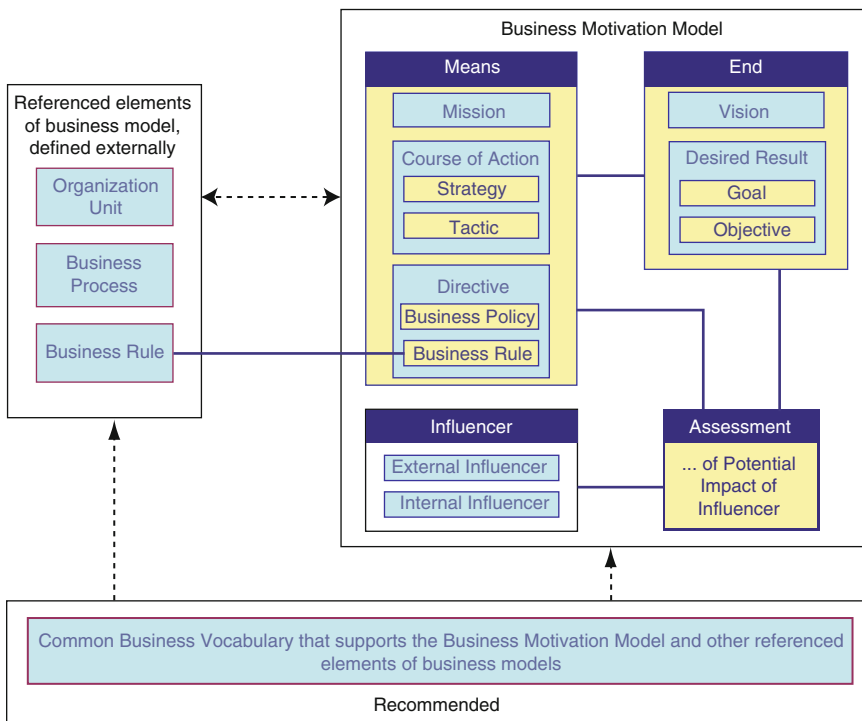 Business Motivation Model
Referenced elements
of business model,
defined externally
Organization
Unit
Business
Process
Business Rule
Means
Mission
Course of Action
Strategy
Tactic
Directive
Business Policy
Business Rule
End
Vision
Desired Result
Goal
Objective
Influencer
External Influencer
Internal Influencer
Assessment
... of Potential
Impact of
Influencer
Common Business Vocabulary that supports the Business Motivation Model and other referenced
elements of business models
Recommended